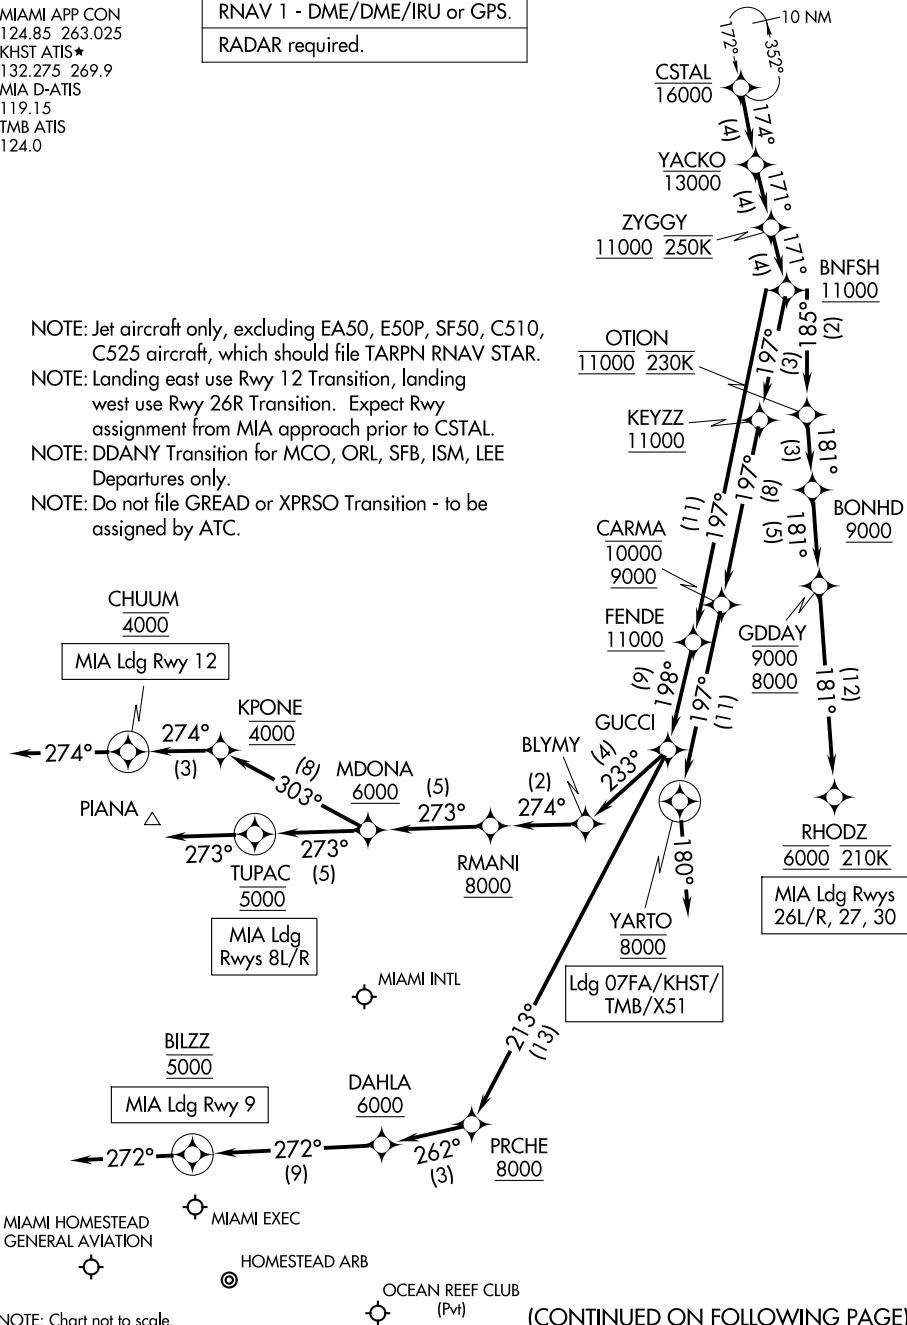 MIAMI APP CON
124.85 263.025
KHST ATIS★
132.275 269.9
MIA D-ATIS
119.15
TMB ATIS
124.0
RNAV 1 - DME/DME/IRU or GPS.
RADAR required.
10 NM
172°
352°
CSTAL
16000
174°
(4)
YACKO
13000
171°
(4)
ZYGGY
11000 250K
171°
(4)
BNFSH
11000
NOTE: Jet aircraft only, excluding EA50, E50P, SF50, C510,
C525 aircraft, which should file TARPN RNAV STAR.
NOTE: Landing east use Rwy 12 Transition, landing
west use Rwy 26R Transition. Expect Rwy
assignment from MIA approach prior to CSTAL.
NOTE: DDANY Transition for MCO, ORL, SFB, ISM, LEE
Departures only.
NOTE: Do not file GREAD or XPRSO Transition - to be
assigned by ATC.
185°
(2)
197°
(3)
OTION
11000 230K
KEYZZ
11000
181°
(3)
197°
(8)
197°
(11)
BONHD
9000
181°
(5)
CARMA
10000
9000
FENDE
11000
GDDAY
9000
8000
181°
(12)
198°
(9)
197°
(11)
CHUUM
4000
MIA Ldg Rwy 12
KPONE
4000
274°
274°
(3)
303°
(8)
GUCCI
BLYMY
233°
(4)
MDONA
6000
273°
(5)
274°
(2)
PIANA
273°
273°
(5)
TUPAC
5000
MIA Ldg
Rwys 8L/R
RMANI
8000
180°
YARTO
8000
Ldg 07FA/KHST/
TMB/X51
RHODZ
6000 210K
MIA Ldg Rwys
26L/R, 27, 30
MIAMI INTL
213°
(13)
BILZZ
5000
MIA Ldg Rwy 9
DAHLA
6000
272°
272°
(9)
262°
(3)
PRCHE
8000
MIAMI HOMESTEAD
GENERAL AVIATION
MIAMI EXEC
HOMESTEAD ARB
OCEAN REEF CLUB
(Pvt)
NOTE: Chart not to scale.
(CONTINUED ON FOLLOWING PAGE)